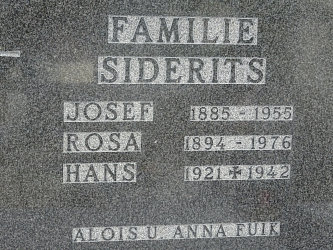 FAMILIE
SIDERITS
JOSEF 1885 - 1955
ROSA 1894 - 1976
HANS 1921 ✠ 1942
ALOIS U. ANNA FUIK